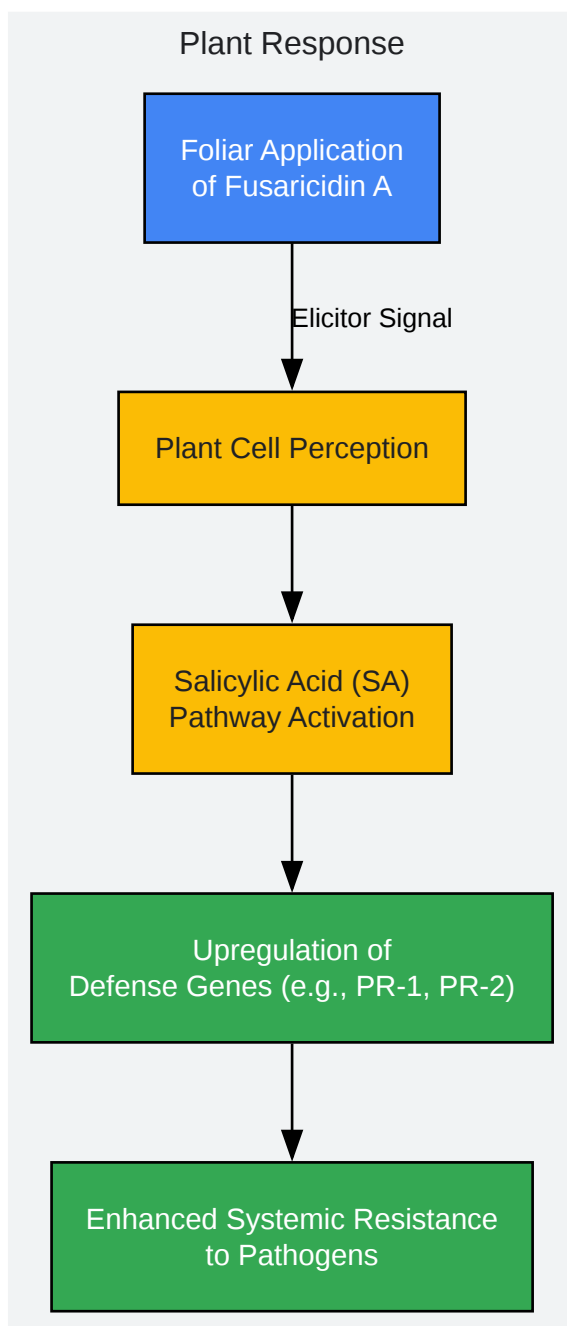 Plant Response
Foliar Application
of Fusaricidin A
Elicitor Signal
Plant Cell Perception
Salicylic Acid (SA)
Pathway Activation
Upregulation of
Defense Genes (e.g., PR-1, PR-2)
Enhanced Systemic Resistance
to Pathogens